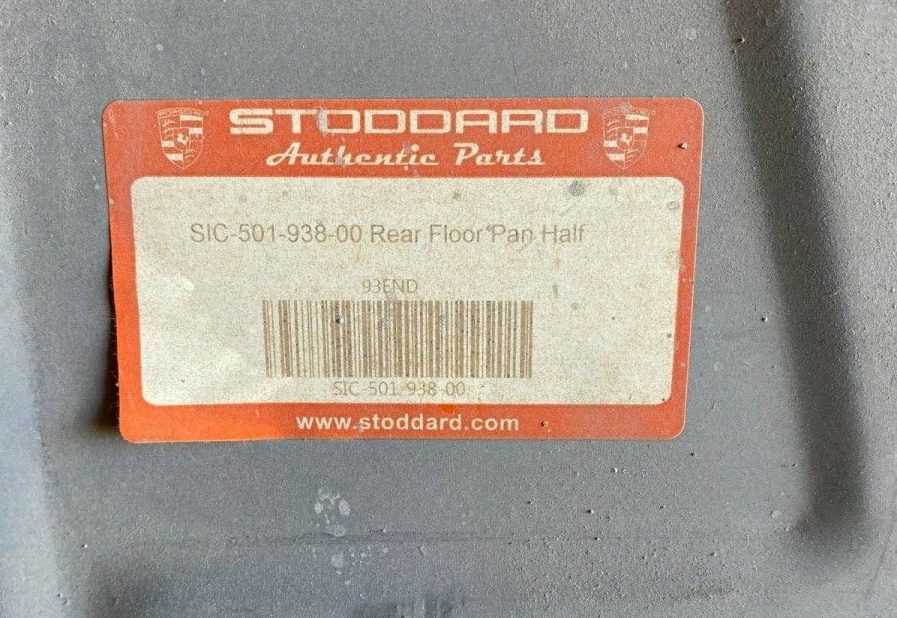 STODDARD
Authentic Parts
SIC-501-938-00 Rear Floor Pan Half
93END
SIC-501-938-00
www.stoddard.com